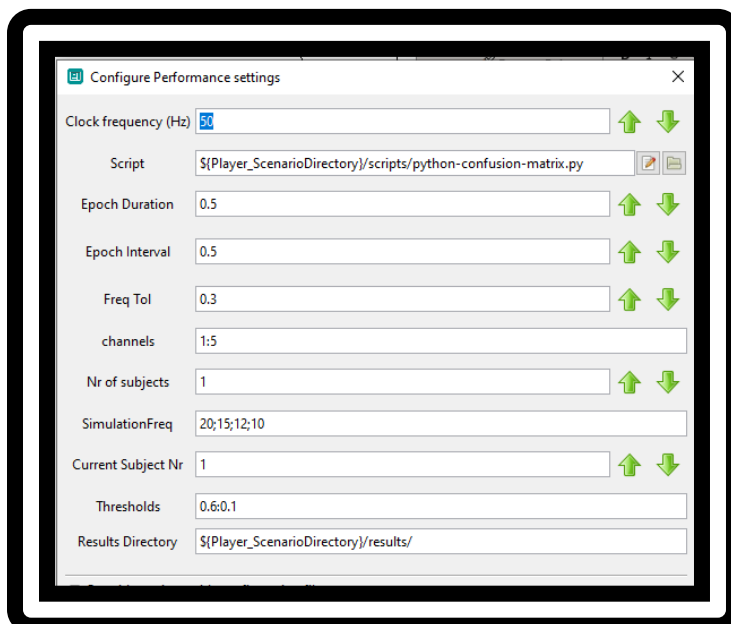 Configure Performance settings
Clock frequency (Hz) 50
Script ${Player_ScenarioDirectory}/scripts/python-confusion-matrix.py
Epoch Duration 0.5
Epoch Interval 0.5
Freq Tol 0.3
channels 1:5
Nr of subjects 1
SimulationFreq 20;15;12;10
Current Subject Nr 1
Thresholds 0.6:0.1
Results Directory ${Player_ScenarioDirectory}/results/